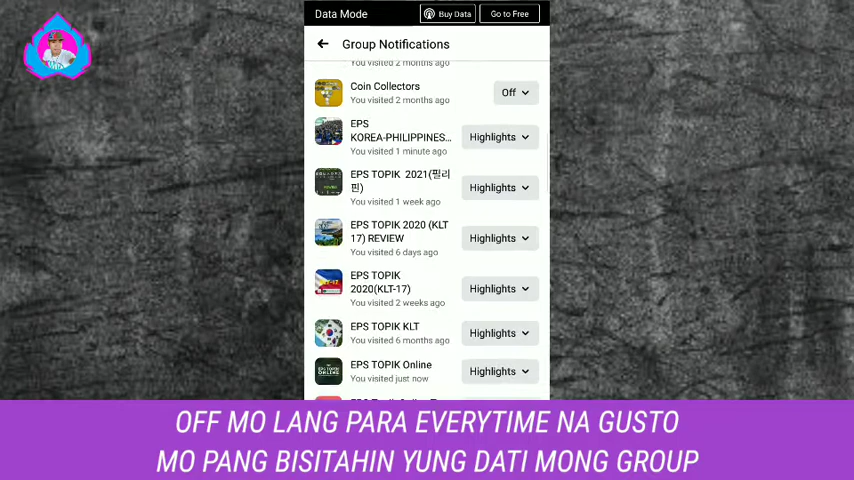 Data Mode
Buy Data
Go to Free
Group Notifications
You visited 2 months ago
Coin Collectors
You visited 2 months ago
Off
EPS
KOREA-PHILIPPINES...
You visited 1 minute ago
Highlights
EPS TOPIK 2021(필리
핀)
You visited 1 week ago
Highlights
EPS TOPIK 2020 (KLT
17) REVIEW
You visited 6 days ago
Highlights
EPS TOPIK
2020(KLT-17)
You visited 2 weeks ago
Highlights
EPS TOPIK KLT
You visited 6 months ago
Highlights
EPS TOPIK Online
You visited just now
Highlights
OFF MO LANG PARA EVERYTIME NA GUSTO
MO PANG BISITAHIN YUNG DATI MONG GROUP